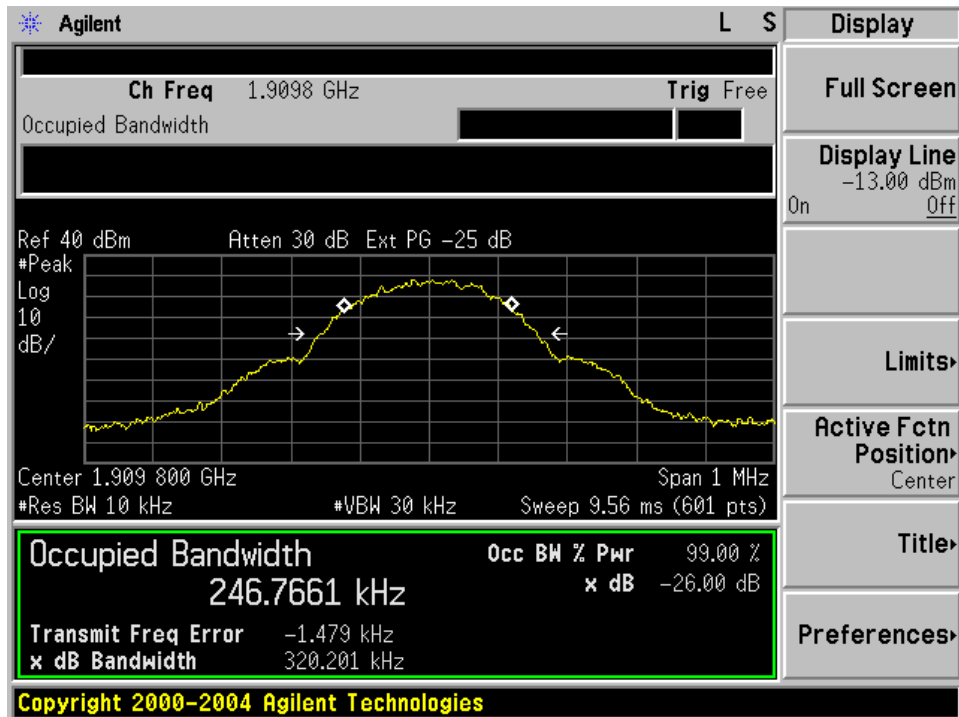 Agilent L S Display
Ch Freq 1.9098 GHz Trig Free
Occupied Bandwidth
Full Screen
Display Line
-13.00 dBm
On Off
Ref 40 dBm Atten 30 dB Ext PG -25 dB
#Peak
Log
10
dB/
Limits
Active Fctn
Position
Center
Center 1.909 800 GHz Span 1 MHz
#Res BW 10 kHz #VBW 30 kHz Sweep 9.56 ms (601 pts)
Occupied Bandwidth Occ BW % Pwr 99.00 %
246.7661 kHz x dB -26.00 dB
Transmit Freq Error -1.479 kHz
x dB Bandwidth 320.201 kHz
Title
Preferences
Copyright 2000-2004 Agilent Technologies